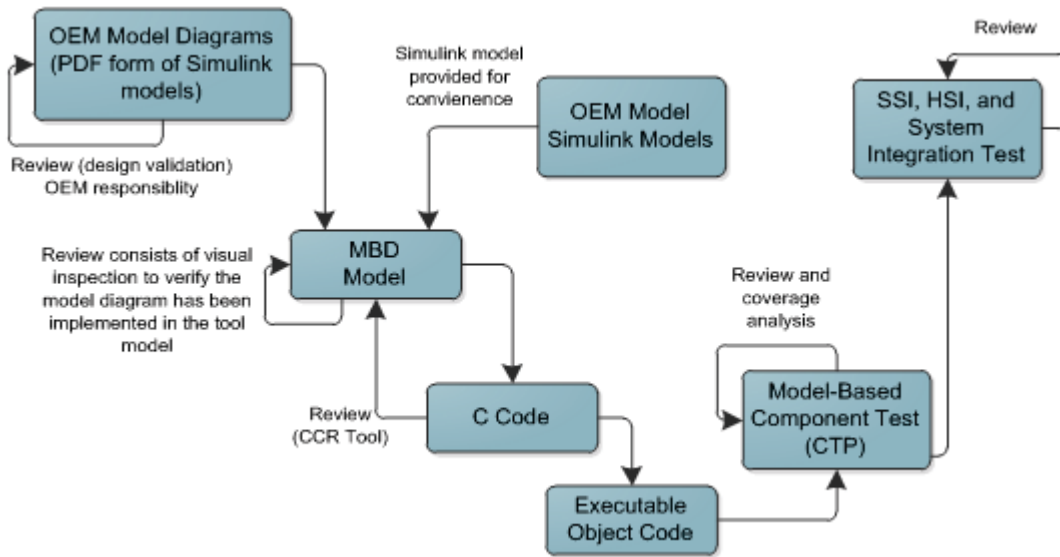 OEM Model Diagrams
(PDF form of Simulink
models)
Review (design validation)
OEM responsiblity
Simulink model
provided for
convienence
OEM Model
Simulink Models
Review
SSI, HSI, and
System
Integration Test
MBD
Model
Review consists of visual
inspection to verify the
model diagram has been
implemented in the tool
model
Review and
coverage
analysis
Model-Based
Component Test
(CTP)
C Code
Review
(CCR Tool)
Executable
Object Code